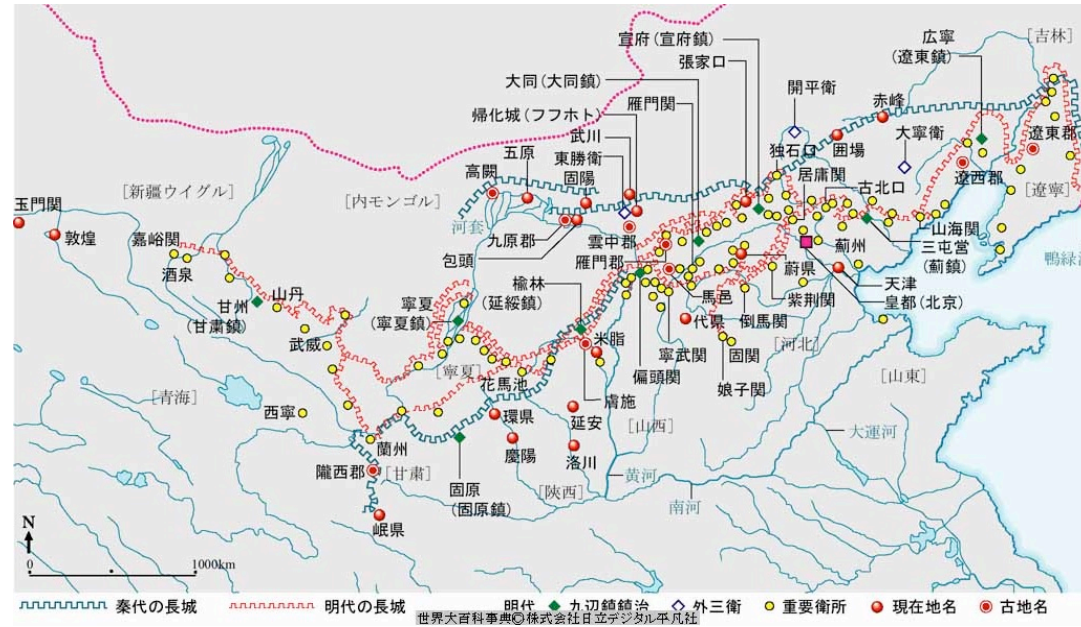 宣府(宣府鎮)
張家口
広寧
(遼東鎮)
[吉林]
大同(大同鎮)
雁門関
開平衛
赤峰
帰化城(フフホト)
武川
大寧衛
遼東郡
五原
東勝衛
固陽
独石口
囲場
高闕
居庸関
古北口
遼西郡
[遼寧]
[新疆ウイグル]
[内モンゴル]
玉門関
敦煌
嘉峪関
河套
九原郡
雲中郡
山海関
酒泉
包頭
雁門郡
薊州
三屯営
(薊鎮)
蔚県
甘州
(甘粛鎮)
山丹
寧夏
(寧夏鎮)
楡林
(延綏鎮)
馬邑
紫荆関
天津
皇都(北京)
代県
倒馬関
武威
米脂
寧武関
固関
[河北]
[寧夏]
花馬池
偏頭関
娘子関
[山東]
[青海]
西寧
膚施
環県
延安
[山西]
大運河
蘭州
慶陽
洛川
隴西郡
[甘粛]
固原
(固原鎮)
[陝西]
黄河
南河
岷県
N
0
1000km
秦代の長城
明代の長城
明代
九辺鎮鎮治
外三衛
重要衛所
現在地名
古地名
世界大百科事典©株式会社日立デジタル平凡社